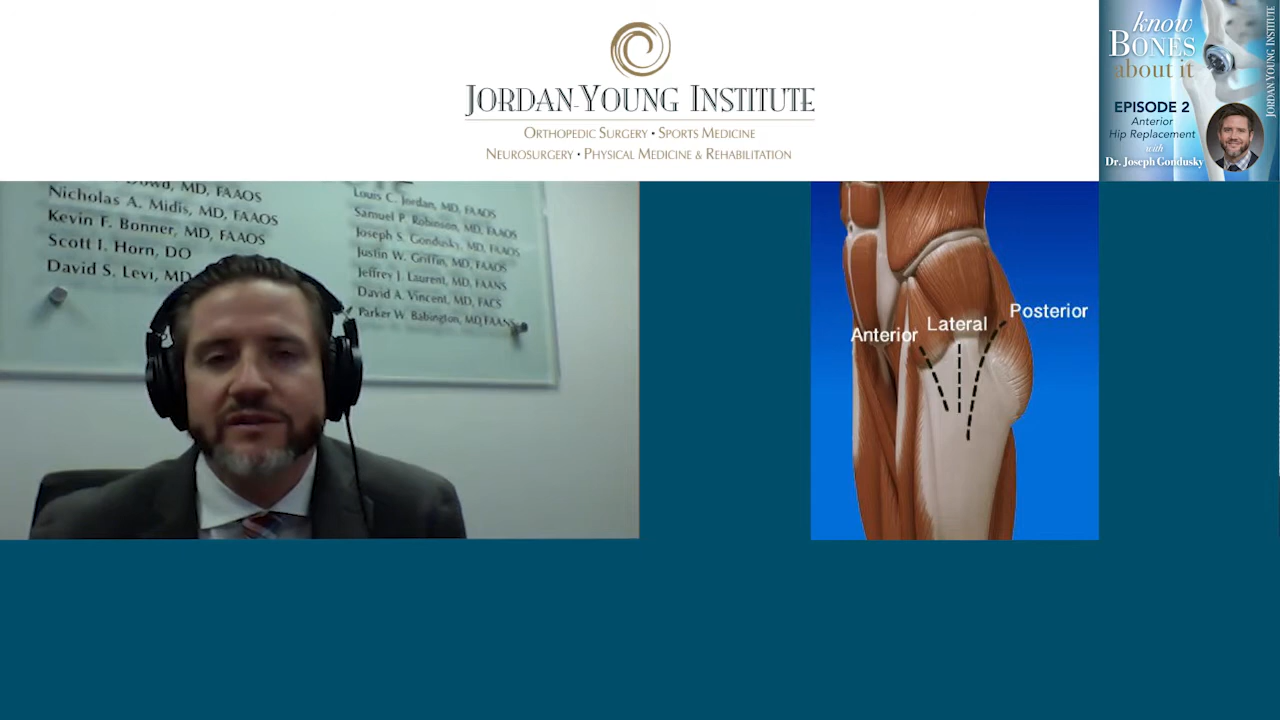 JORDAN-YOUNG INSTITUTE
ORTHOPEDIC SURGERY • SPORTS MEDICINE
NEUROSURGERY • PHYSICAL MEDICINE & REHABILITATION
know
BONES
about it
EPISODE 2
Anterior
Hip Replacement
with
Dr. Joseph Gondusky
JORDAN-YOUNG INSTITUTE
MD, FAAOS
Nicholas A. Midis, MD, FAAOS
Kevin F. Bonner, MD, FAAOS
Scott I. Horn, DO
David S. Levi, MD
Louis C. Jordan, MD, FAAOS
Samuel P. Robinson, MD, FAAOS
Joseph S. Gondusky, MD, FAAOS
Justin W. Griffin, MD, FAAOS
Jeffrey J. Laurent, MD, FAANS
David A. Vincent, MD, FACS
Parker W. Babington, MD, FAANS
Anterior
Lateral
Posterior